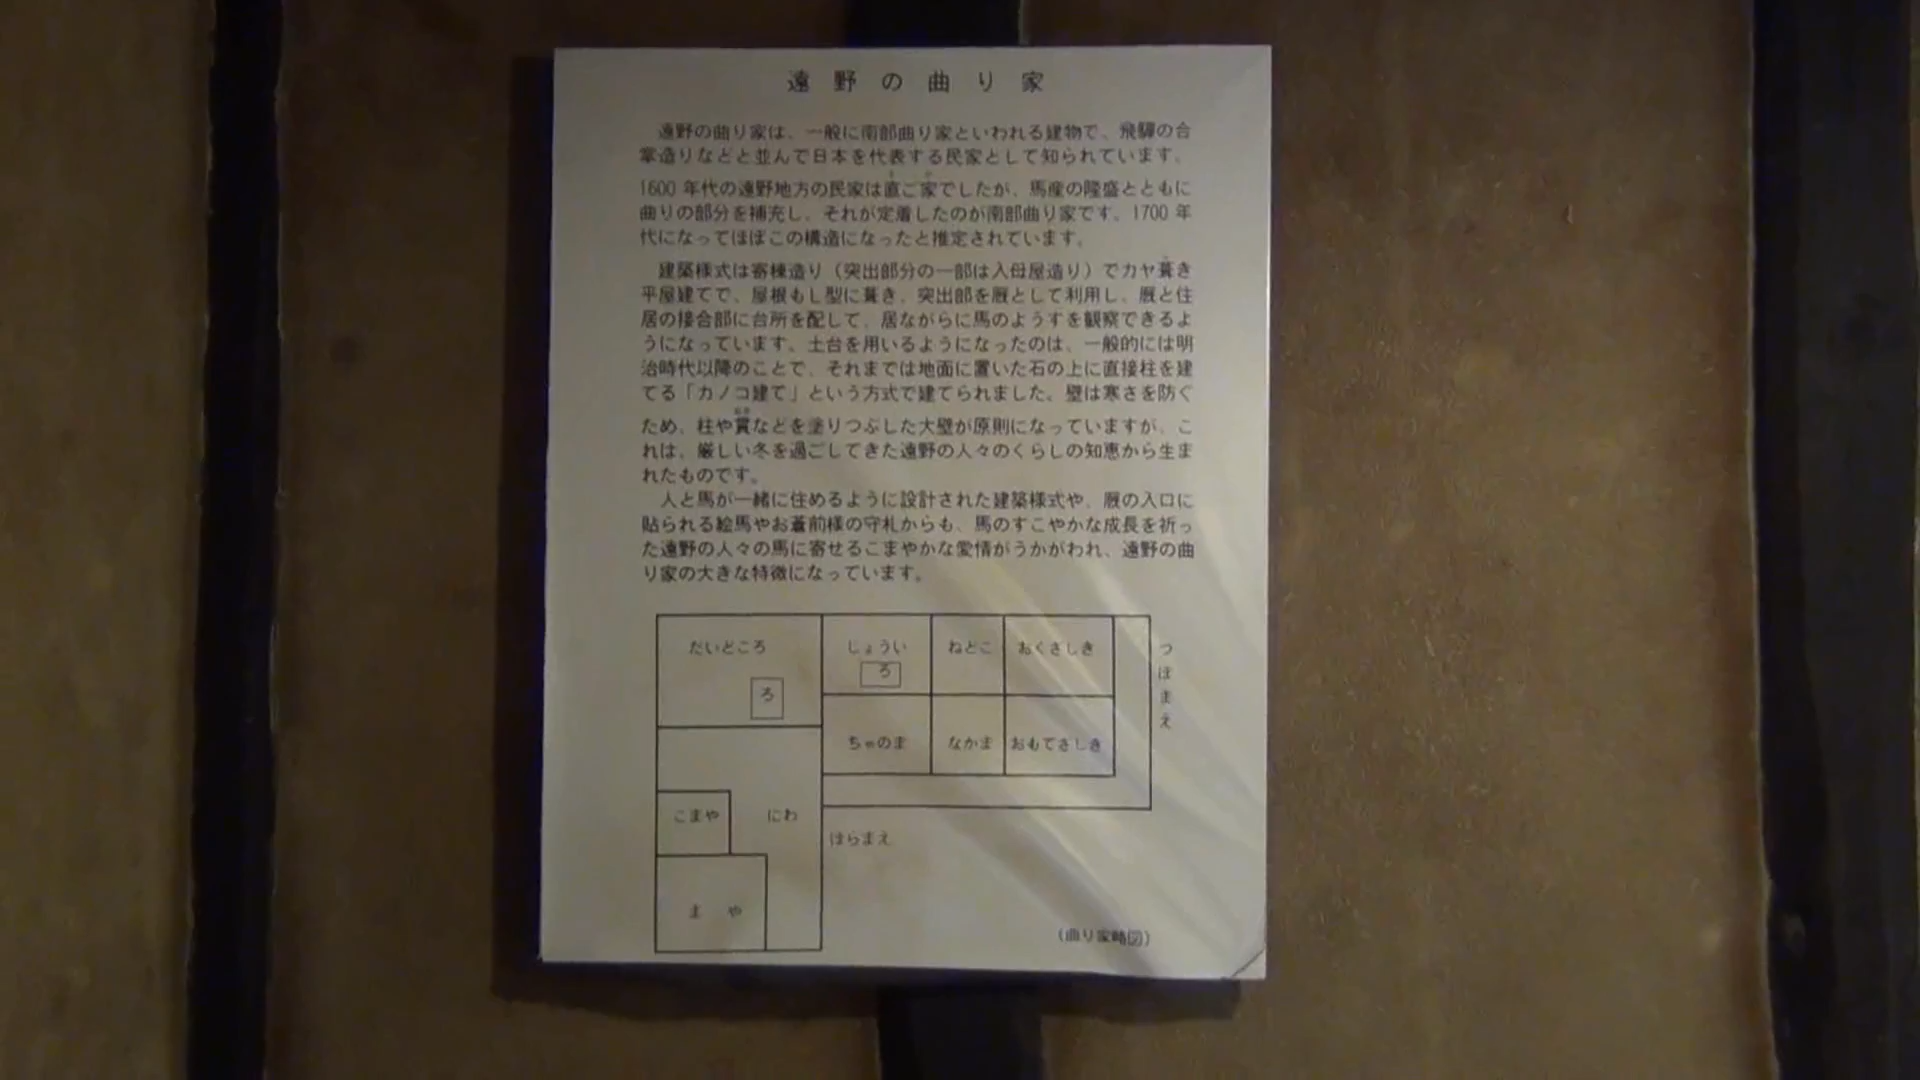 遠野の曲り家
遠野の曲り家は、一般に南部曲り家といわれる建物で、飛騨の合
掌造りなどと並んで日本を代表する民家として知られています。
1600年代の遠野地方の民家は直ご家でしたが、馬産の隆盛とともに
曲りの部分を補充し、それが定着したのが南部曲り家です。1700年
代になってほぼこの構造になったと推定されています。
建築様式は寄棟造り（突出部分の一部は入母屋造り）でカヤ葺き
平屋建てで、屋根もし型に葺き、突出部を厩として利用し、厩と住
居の接合部に台所を配して、居ながらに馬のようすを観察できるよ
うになっています。土台を用いるようになったのは、一般的には明
治時代以降のことで、それまでは地面に置いた石の上に直接柱を建
てる「カノコ建て」という方式で建てられました。壁は寒さを防ぐ
ため、柱や貫などを塗りつぶした大壁が原則になっていますが、こ
れは、厳しい冬を過ごしてきた遠野の人々のくらしの知恵から生ま
れたものです。
人と馬が一緒に住めるように設計された建築様式や、厩の入口に
貼られる絵馬やお蒼前様の守札からも、馬のすこやかな成長を祈っ
た遠野の人々の馬に寄せるこまやかな愛情がうかがわれ、遠野の曲
り家の大きな特徴になっています。
だいどころ
ろ
じょうい
ろ
ねどこ
おくざしき
つぼまえ
ちゃのま
なかま
おもてざしき
こまや
にわ
ほらまえ
まや
（曲り家略図）